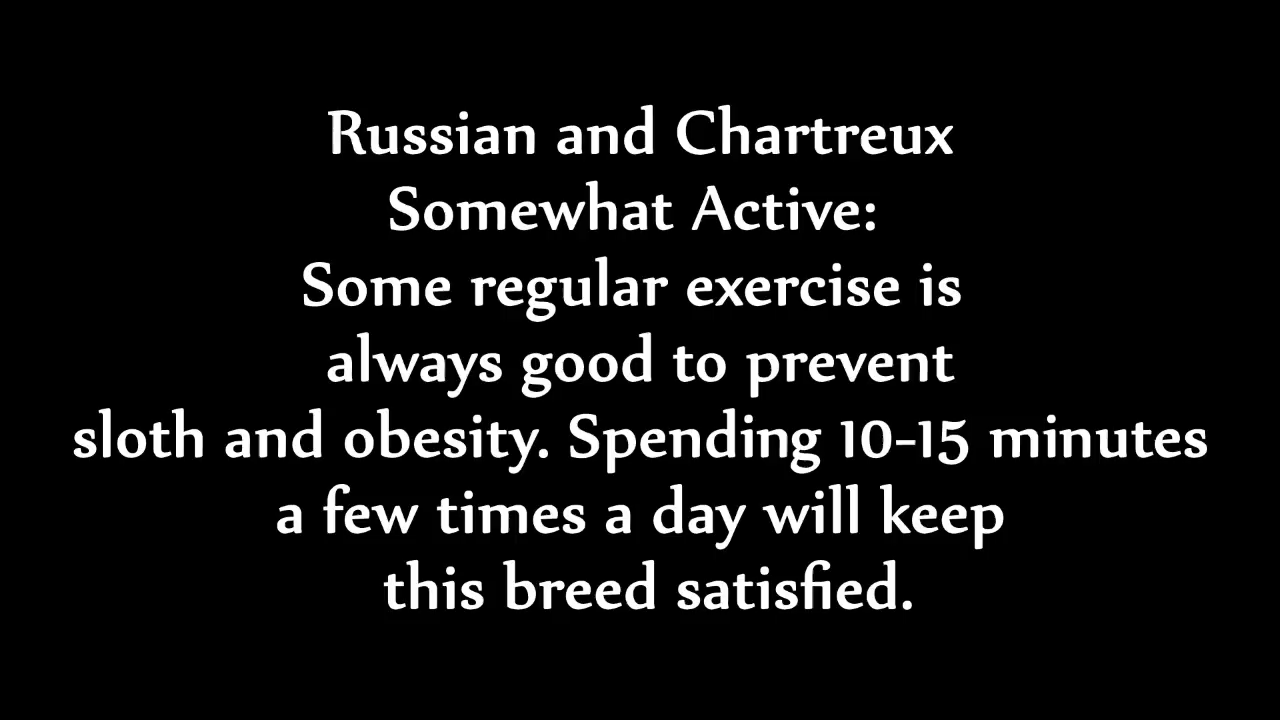 Russian and Chartreux
Somewhat Active:
Some regular exercise is
always good to prevent
sloth and obesity. Spending 10-15 minutes
a few times a day will keep
this breed satisfied.